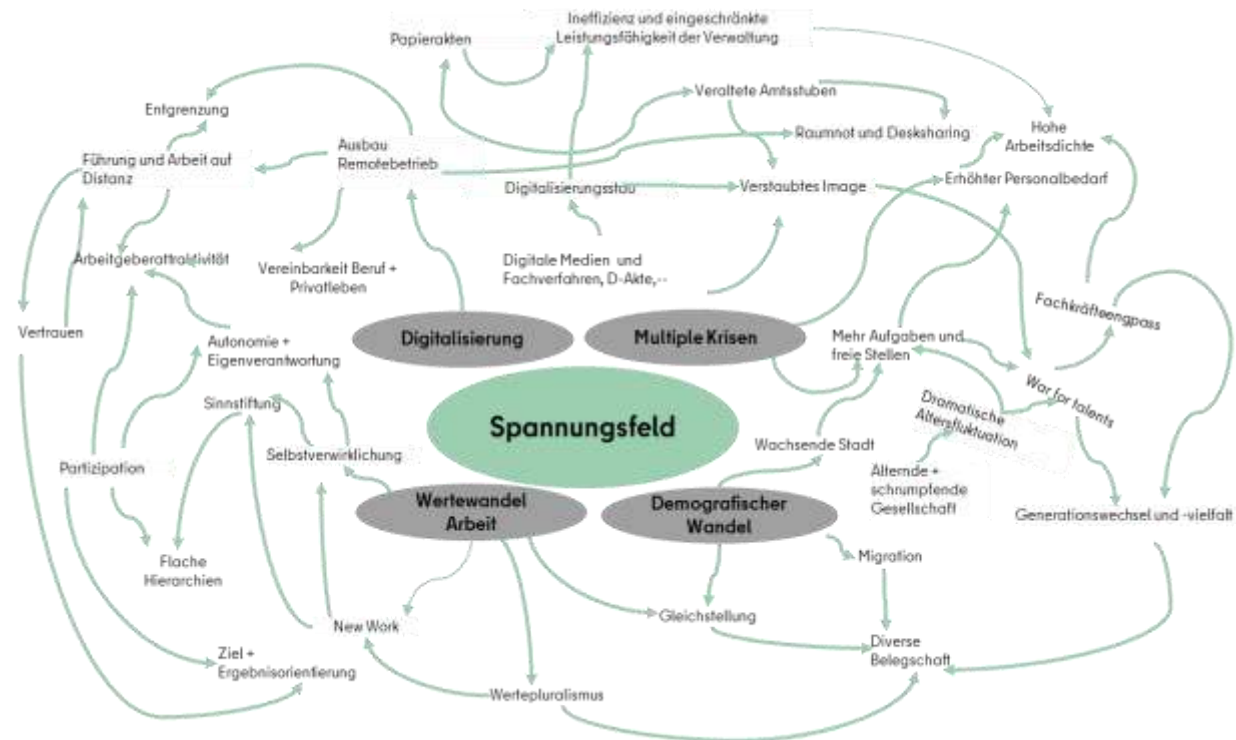 Ineffizienz und eingeschränkte
Leistungsfähigkeit der Verwaltung
Papierakten
Veraltete Amtsstuben
Entgrenzung
Ausbau
Remotebetrieb
Raumnot und Desksharing
Hohe
Arbeitsdichte
Führung und Arbeit auf
Distanz
Digitalisierungsstau
Verstaubtes Image
Erhöhter Personalbedarf
Arbeitgeberattraktivität
Vereinbarkeit Beruf +
Privatleben
Digitale Medien und
Fachverfahren, D-Akte,--
Fachkräfteengpass
Vertrauen
Autonomie +
Eigenverantwortung
Digitalisierung
Multiple Krisen
Mehr Aufgaben und
freie Stellen
War for talents
Sinnstiftung
Spannungsfeld
Dramatische
Altersfluktuation
Selbstverwirklichung
Wachsende Stadt
Partizipation
Alternde +
schrumpfende
Gesellschaft
Wertewandel
Arbeit
Demografischer
Wandel
Generationswechsel und -vielfalt
Flache
Hierarchien
Migration
Gleichstellung
New Work
Diverse
Belegschaft
Ziel +
Ergebnisorientierung
Wertepluralismus